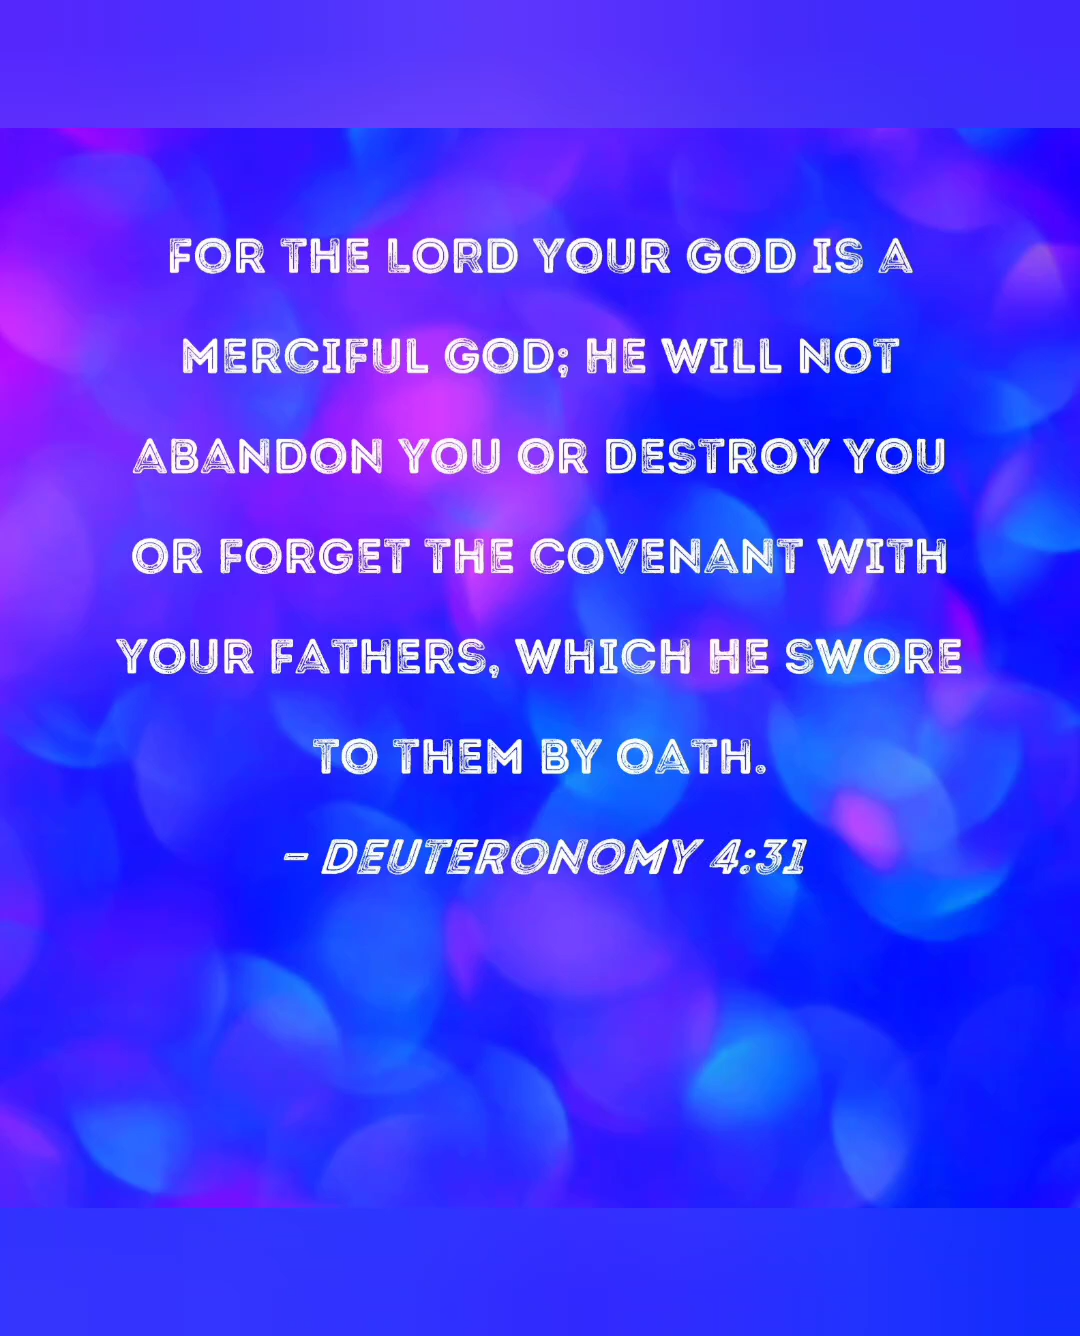 FOR THE LORD YOUR GOD IS A
MERCIFUL GOD; HE WILL NOT
ABANDON YOU OR DESTROY YOU
OR FORGET THE COVENANT WITH
YOUR FATHERS, WHICH HE SWORE
TO THEM BY OATH.
– DEUTERONOMY 4:31